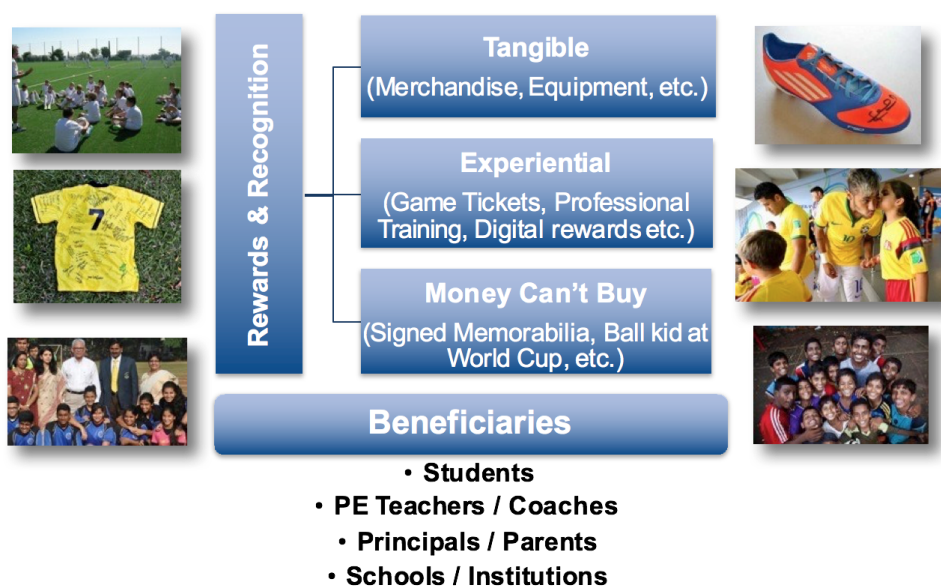 Rewards & Recognition
Tangible
(Merchandise, Equipment, etc.)
Experiential
(Game Tickets, Professional
Training, Digital rewards etc.)
Money Can’t Buy
(Signed Memorabilia, Ball kid at
World Cup, etc.)
Beneficiaries
• Students
• PE Teachers / Coaches
• Principals / Parents
• Schools / Institutions
7
10